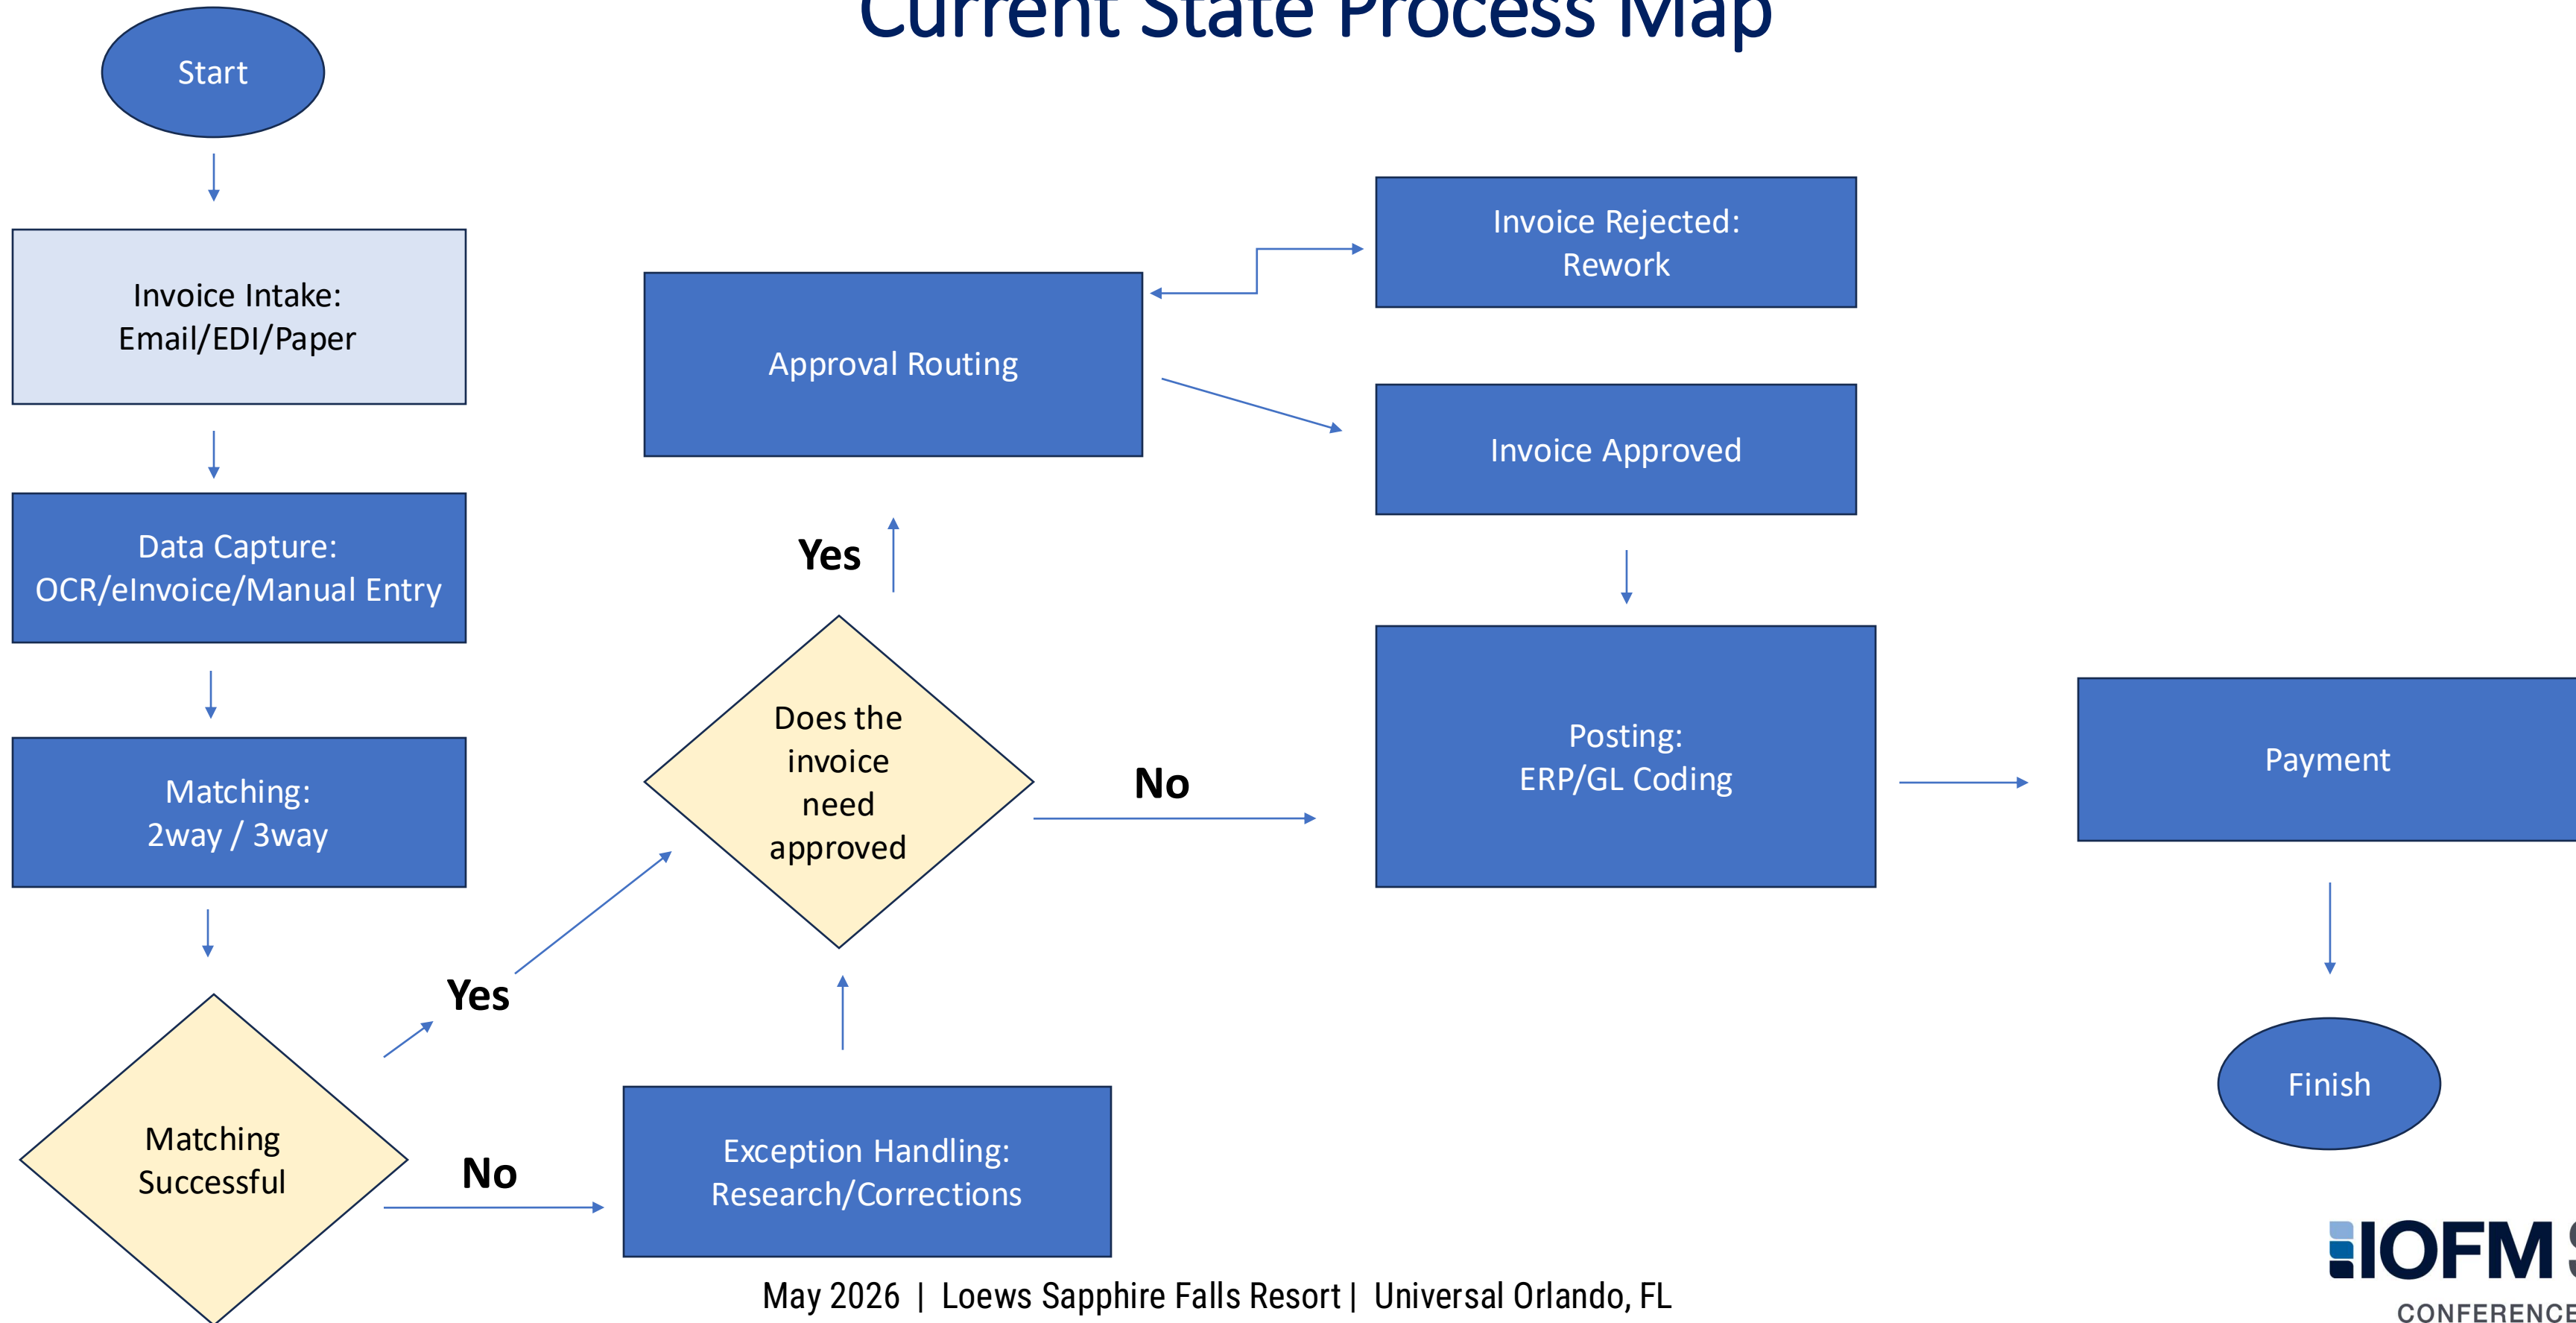 Current State Process Map
Start
Invoice Intake:
Email/EDI/Paper
Data Capture:
OCR/eInvoice/Manual Entry
Matching:
2way / 3way
Matching
Successful
Yes
No
Exception Handling:
Research/Corrections
Does the
invoice
need
approved
Yes
No
Approval Routing
Invoice Rejected:
Rework
Invoice Approved
Posting:
ERP/GL Coding
Payment
Finish
May 2026 | Loews Sapphire Falls Resort | Universal Orlando, FL
IOFM
CONFERENCE